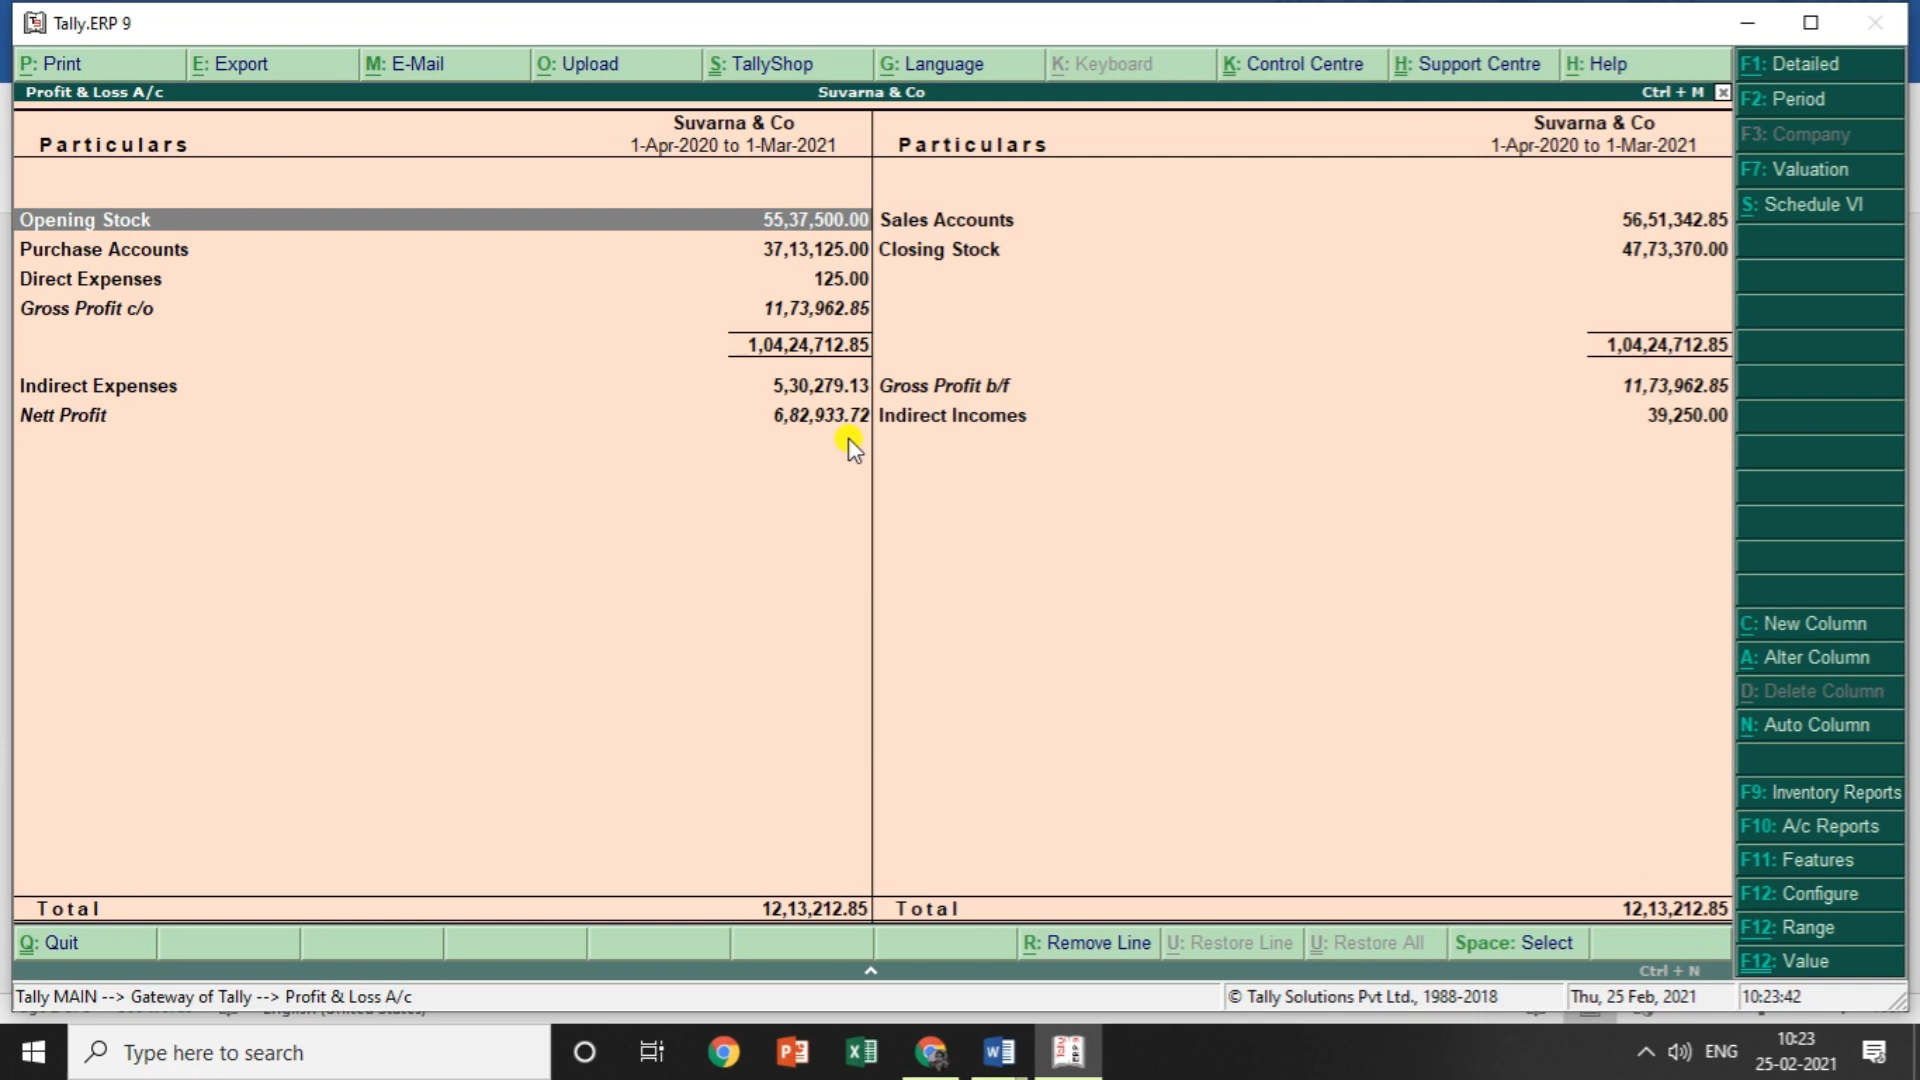 Tally.ERP 9
P: Print E: Export M: E-Mail O: Upload S: TallyShop G: Language K: Keyboard K: Control Centre H: Support Centre H: Help
Profit & Loss A/c Suvarna & Co Ctrl + M
Particulars Suvarna & Co Particulars Suvarna & Co
1-Apr-2020 to 1-Mar-2021 1-Apr-2020 to 1-Mar-2021
Opening Stock 55,37,500.00 Sales Accounts 56,51,342.85
Purchase Accounts 37,13,125.00 Closing Stock 47,73,370.00
Direct Expenses 125.00
Gross Profit c/o 11,73,962.85
1,04,24,712.85 1,04,24,712.85
Indirect Expenses 5,30,279.13 Gross Profit b/f 11,73,962.85
Nett Profit 6,82,933.72 Indirect Incomes 39,250.00
Total 12,13,212.85 Total 12,13,212.85
F1: Detailed
F2: Period
F3: Company
F7: Valuation
S: Schedule VI
C: New Column
A: Alter Column
D: Delete Column
N: Auto Column
F9: Inventory Reports
F10: A/c Reports
F11: Features
F12: Configure
F12: Range
F12: Value
Q: Quit R: Remove Line U: Restore Line U: Restore All Space: Select
Ctrl + N
Tally MAIN --> Gateway of Tally --> Profit & Loss A/c © Tally Solutions Pvt Ltd., 1988-2018 Thu, 25 Feb, 2021 10:23:42
Type here to search
ENG
10:23
25-02-2021